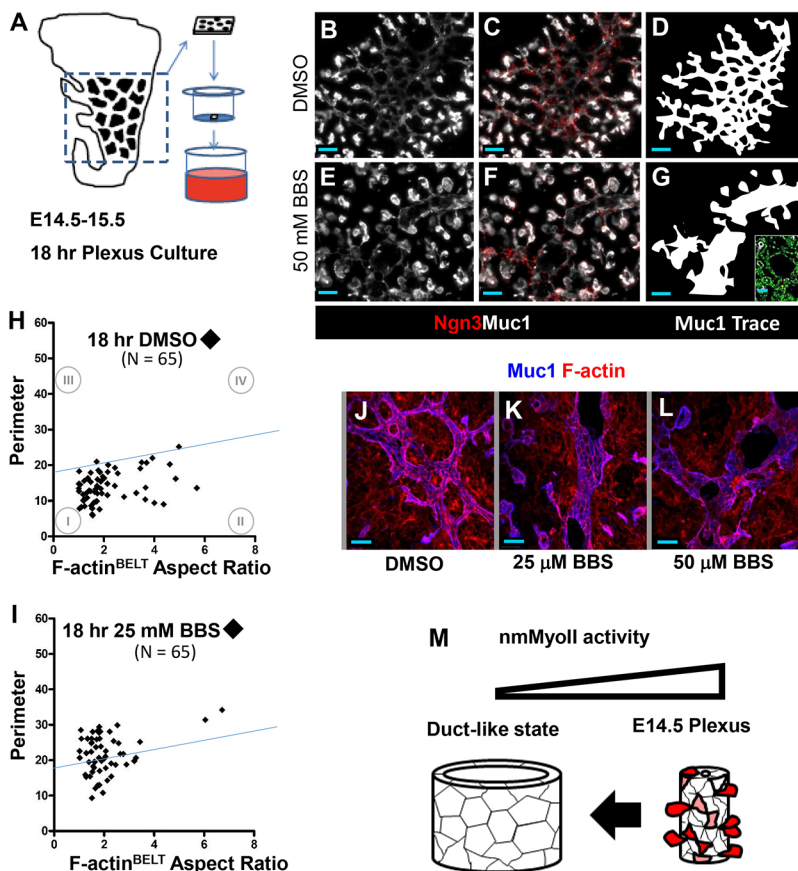 A
E14.5-15.5
18 hr Plexus Culture
DMSO
B
C
D
50 mM BBS
E
F
G
Ngn3Muc1
Muc1 Trace
H
Perimeter
60
50
40
30
20
10
0
18 hr DMSO
(N = 65)
III
IV
I
II
0
2
4
6
8
F-actinBELT Aspect Ratio
Muc1 F-actin
J
K
L
DMSO
25 μM BBS
50 μM BBS
I
Perimeter
60
50
40
30
20
10
0
18 hr 25 mM BBS
(N = 65)
0
2
4
6
8
F-actinBELT Aspect Ratio
M
nmMyoII activity
Duct-like state
E14.5 Plexus